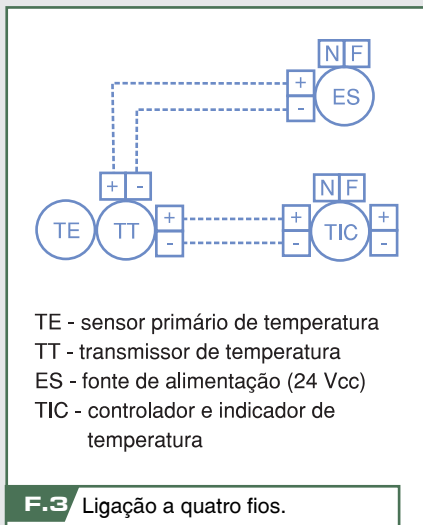 N F
+ ES
-
+ -
TE TT + + TIC +
- - -
N F
TE - sensor primário de temperatura
TT - transmissor de temperatura
ES - fonte de alimentação (24 Vcc)
TIC - controlador e indicador de
temperatura
F.3 Ligação a quatro fios.